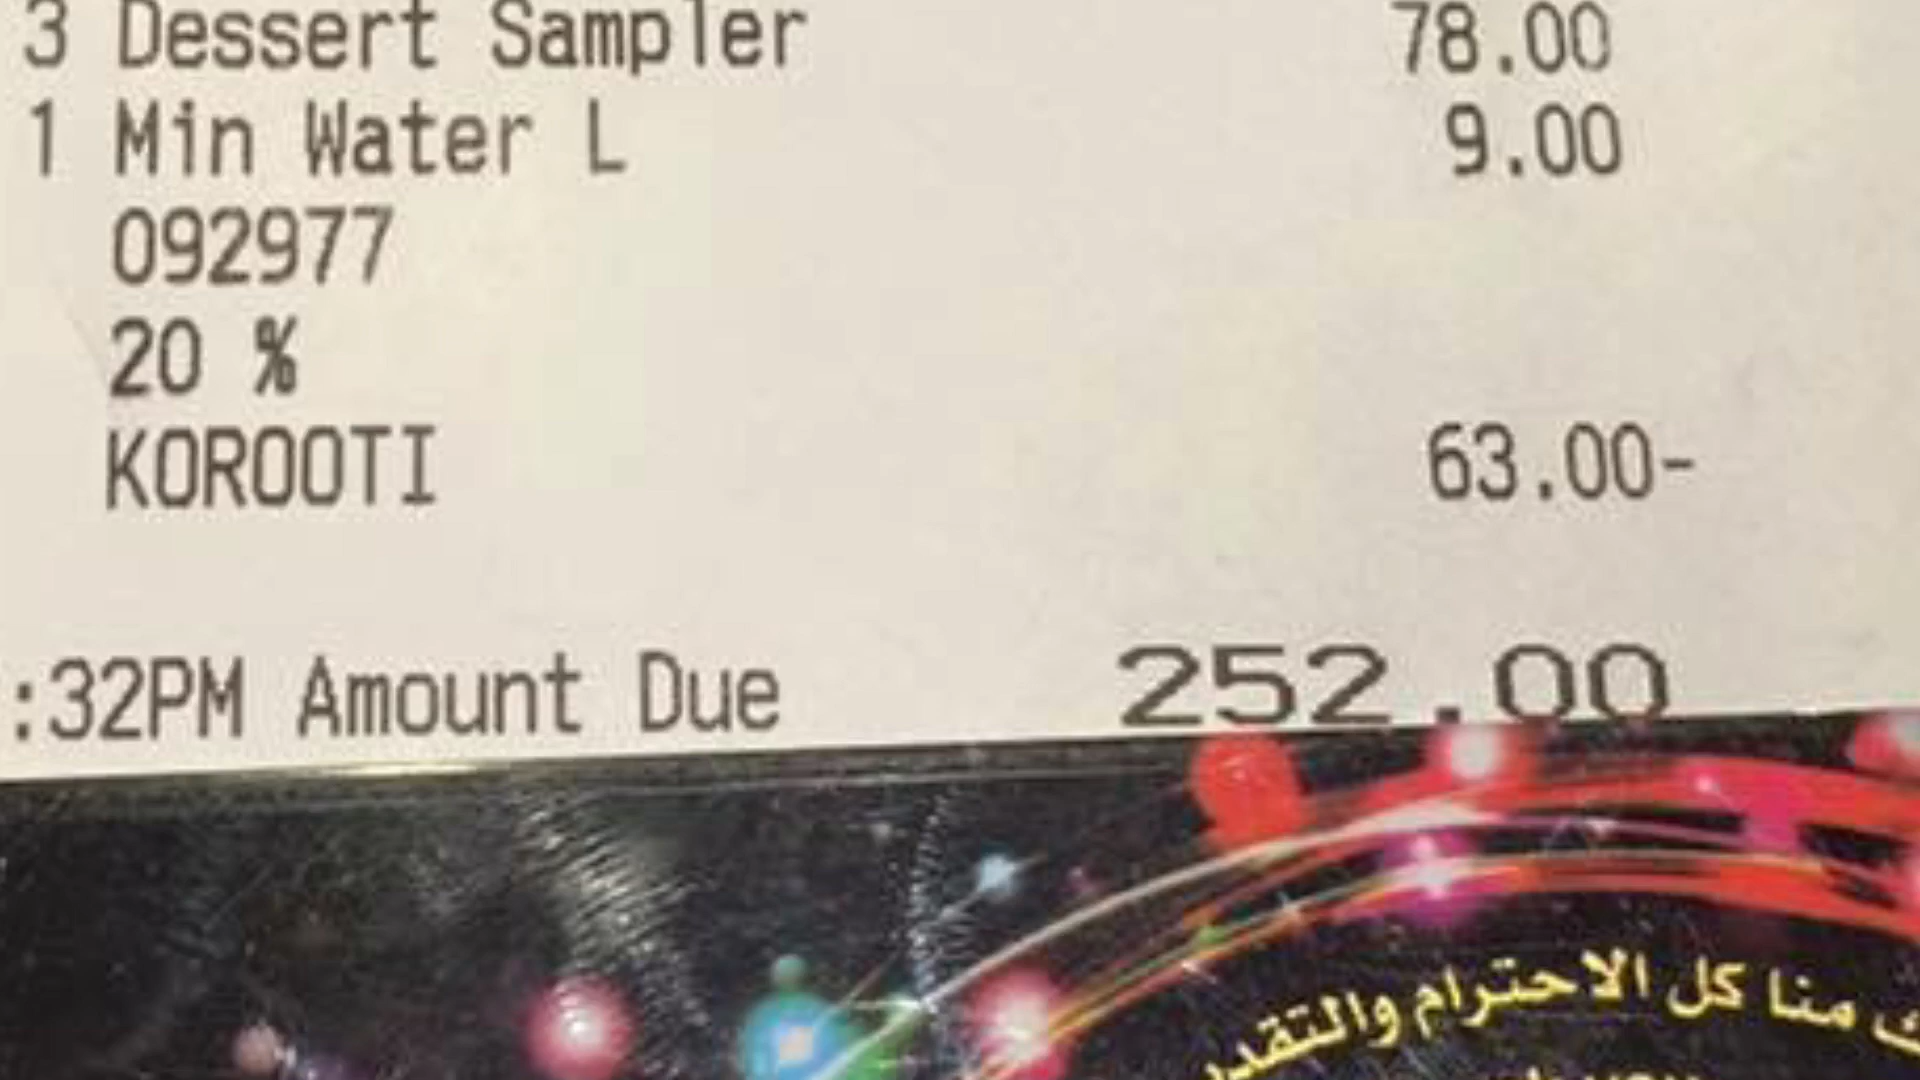 3 Dessert Sampler 78.00
1 Min Water L 9.00
092977
20 %
KOROOTI 63.00-
:32PM Amount Due 252.00
منا كل الاحترام والتقدير